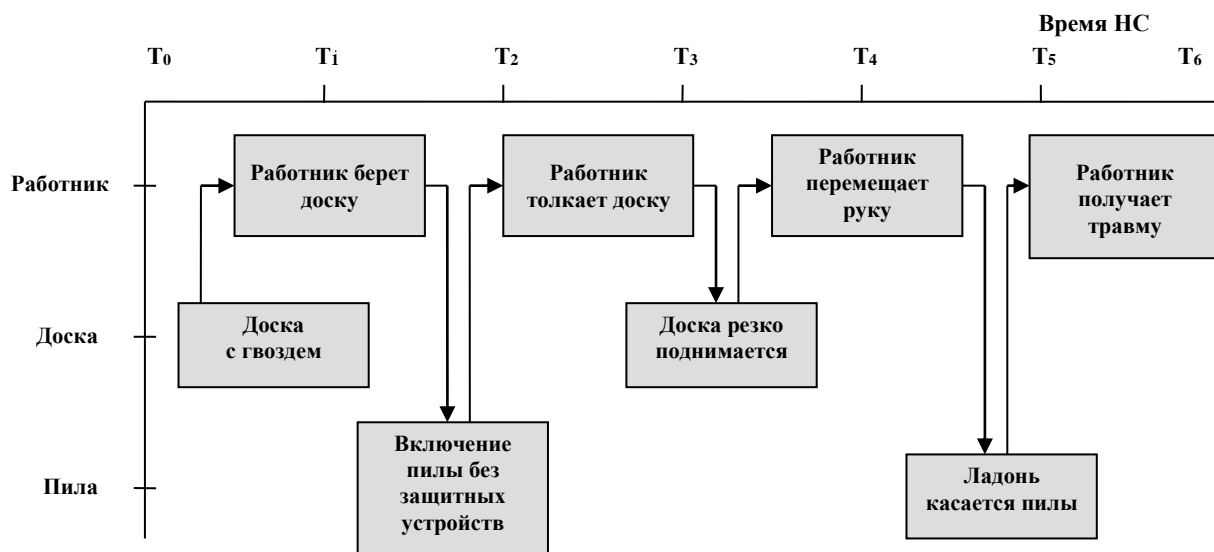 Время НС
T0 T1 T2 T3 T4 T5 T6
Работник
Работник берет
доску
Работник
толкает доску
Работник
перемещает
руку
Работник
получает
травму
Доска
Доска
с гвоздем
Доска резко
поднимается
Пила
Включение
пилы без
защитных
устройств
Ладонь
касается пилы